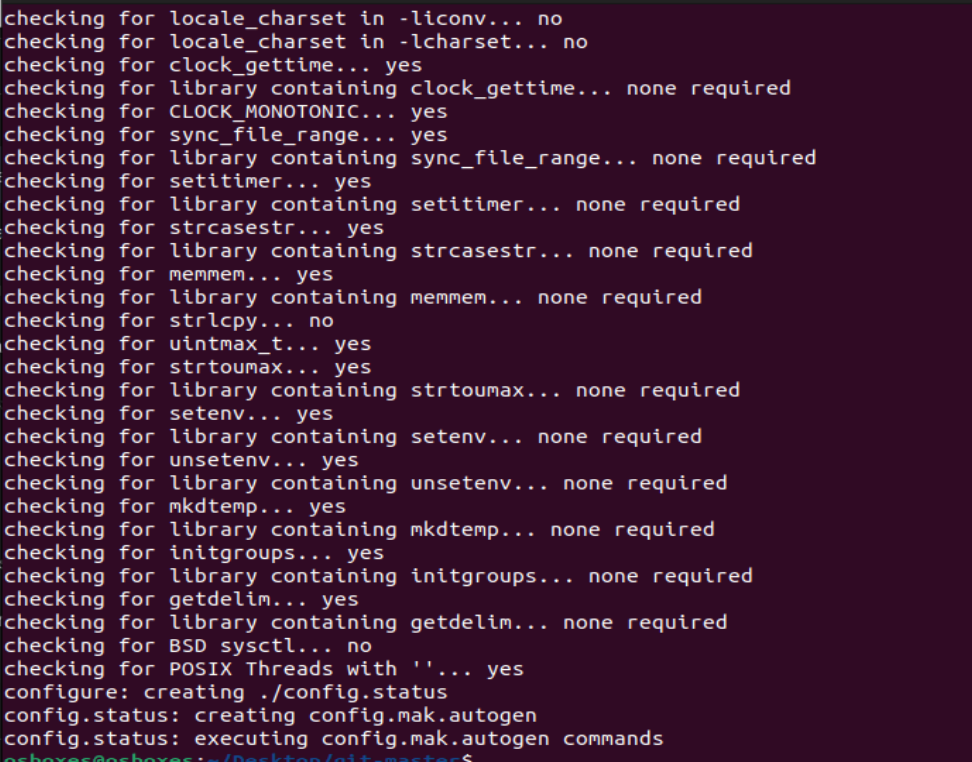 checking for locale_charset in -liconv... no
checking for locale_charset in -lcharset... no
checking for clock_gettime... yes
checking for library containing clock_gettime... none required
checking for CLOCK_MONOTONIC... yes
checking for sync_file_range... yes
checking for library containing sync_file_range... none required
checking for setitimer... yes
checking for library containing setitimer... none required
checking for strcasestr... yes
checking for library containing strcasestr... none required
checking for memmem... yes
checking for library containing memmem... none required
checking for strlcpy... no
checking for uintmax_t... yes
checking for strtoumax... yes
checking for library containing strtoumax... none required
checking for setenv... yes
checking for library containing setenv... none required
checking for unsetenv... yes
checking for library containing unsetenv... none required
checking for mkdtemp... yes
checking for library containing mkdtemp... none required
checking for initgroups... yes
checking for library containing initgroups... none required
checking for getdelim... yes
checking for library containing getdelim... none required
checking for BSD sysctl... no
checking for POSIX Threads with ''... yes
configure: creating ./config.status
config.status: creating config.mak.autogen
config.status: executing config.mak.autogen commands
osboxes@osboxes:~/Desktop/git-master$